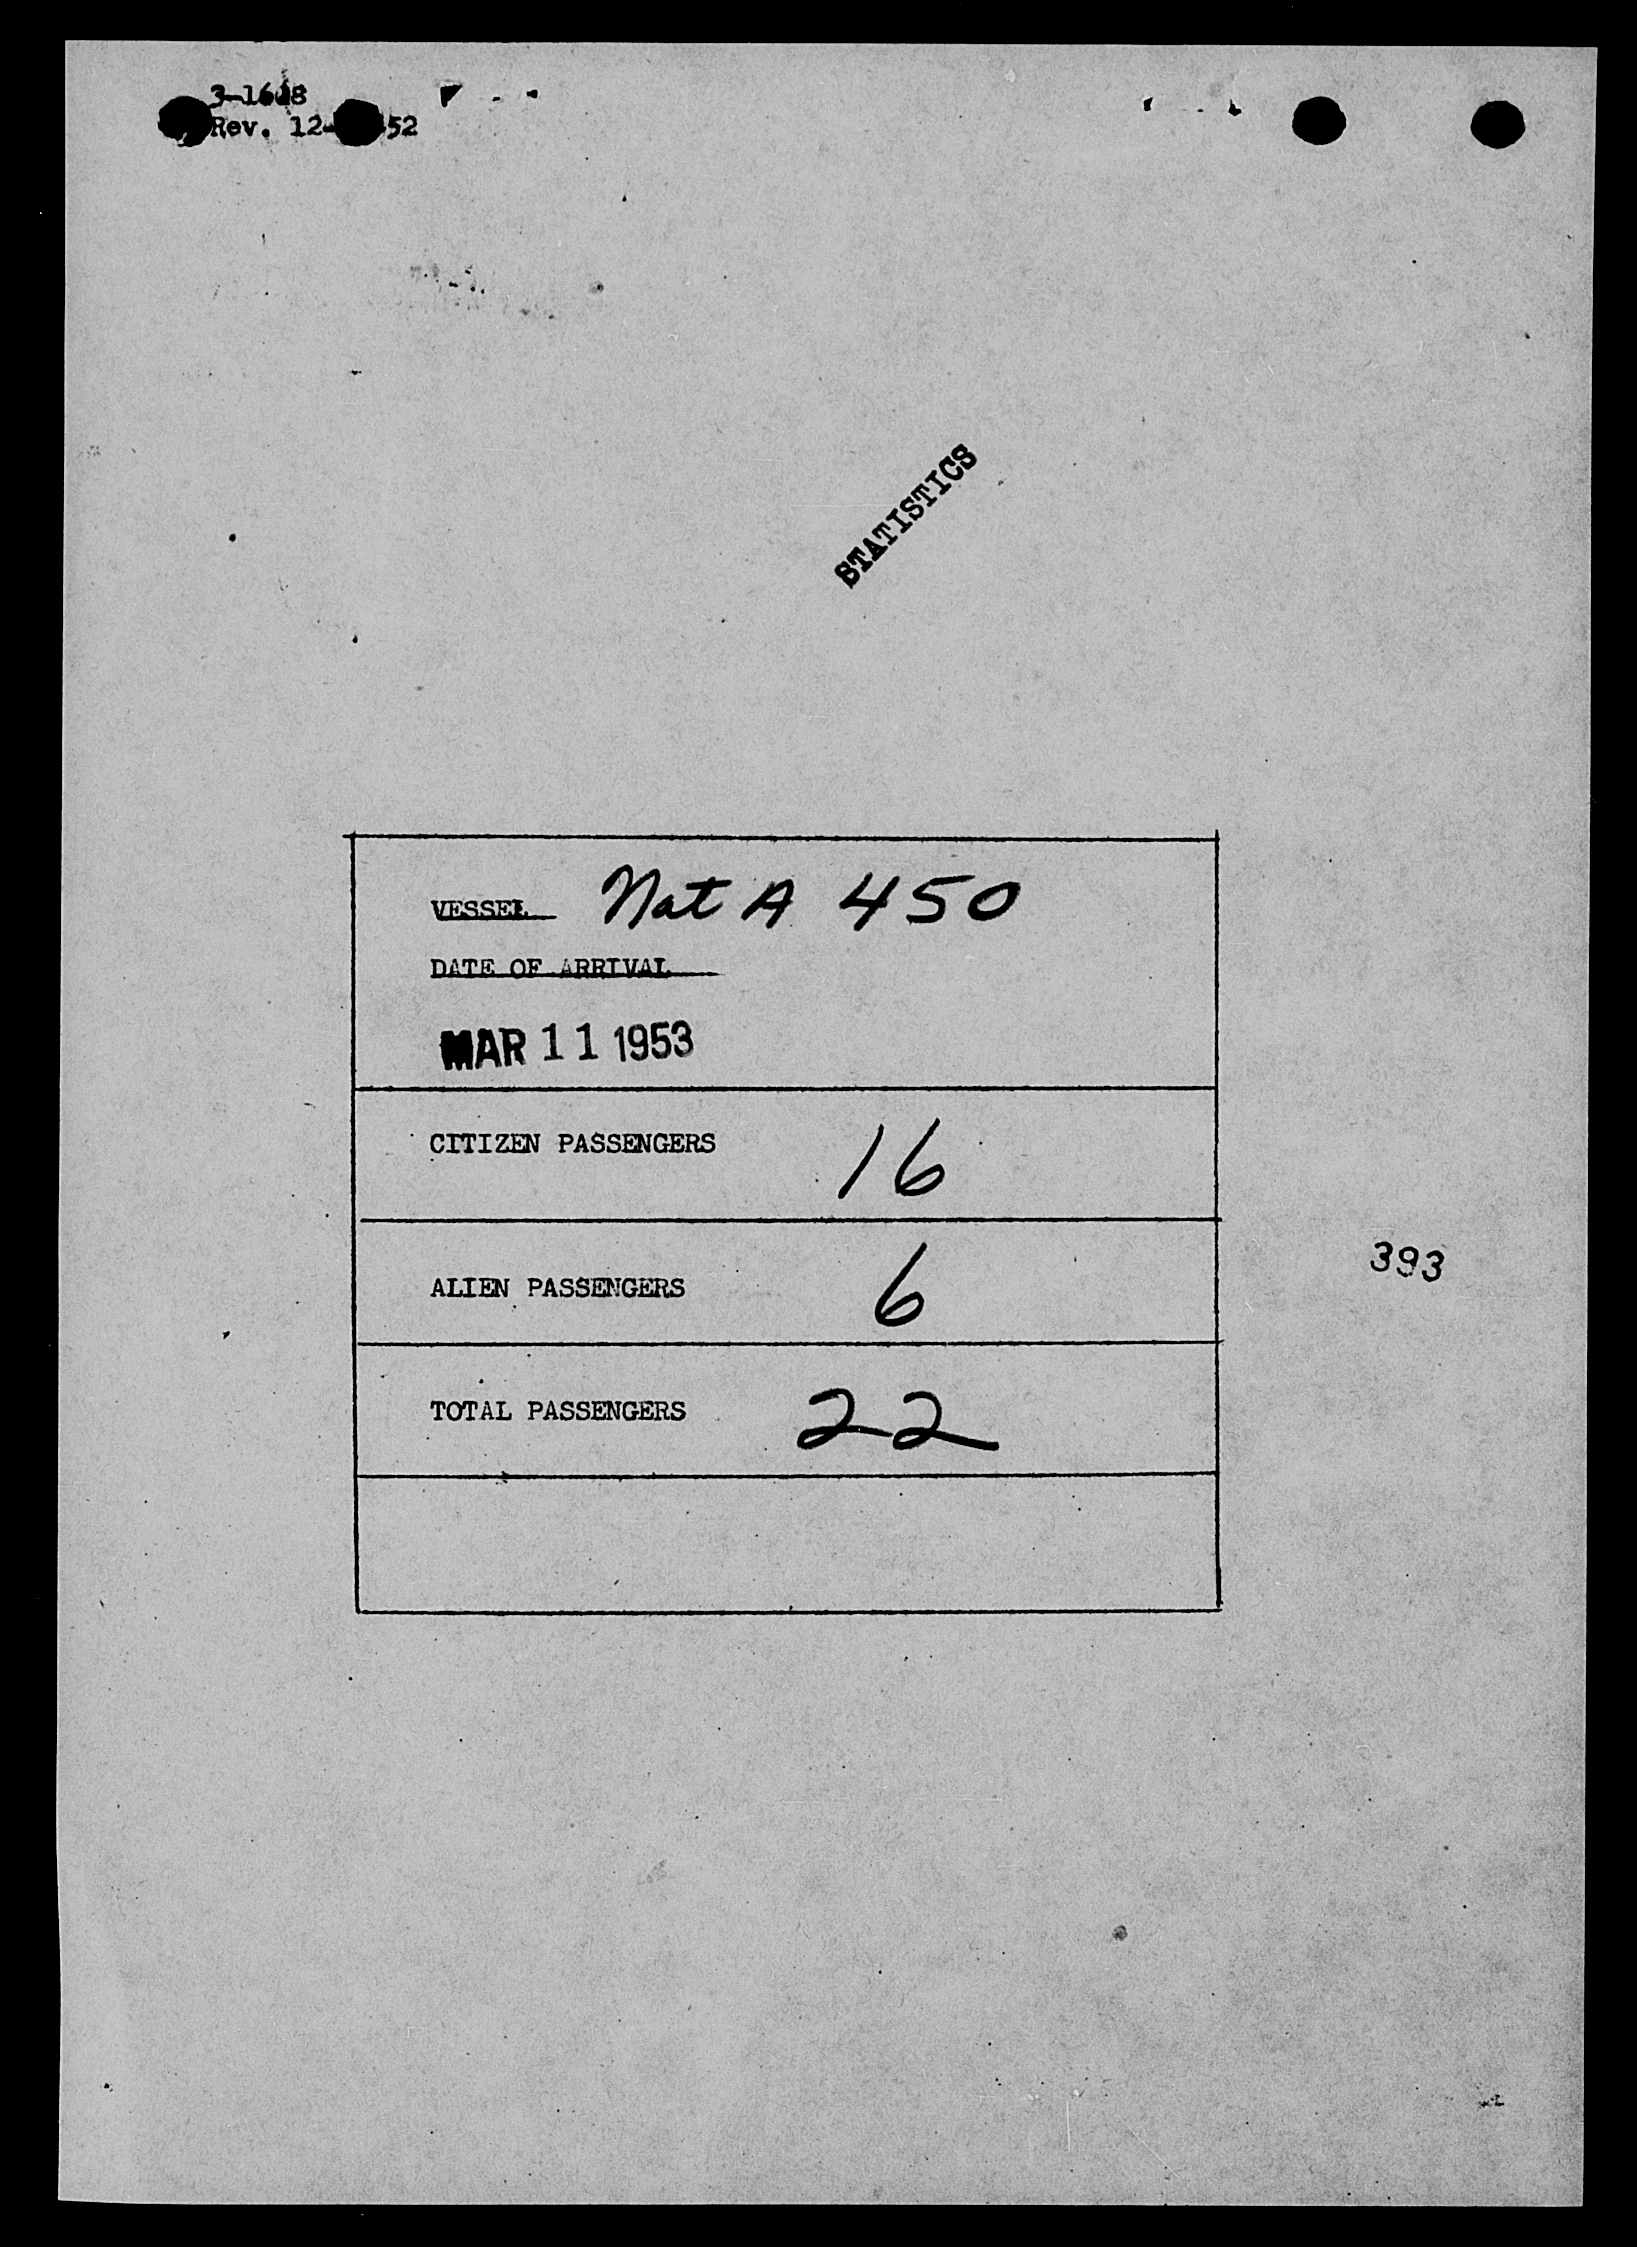 3-1618
Rev. 12- 52
STATISTICS
VESSEL Nat A 450
DATE OF ARRIVAL
MAR 11 1953
CITIZEN PASSENGERS 16
ALIEN PASSENGERS 6
393
TOTAL PASSENGERS 22